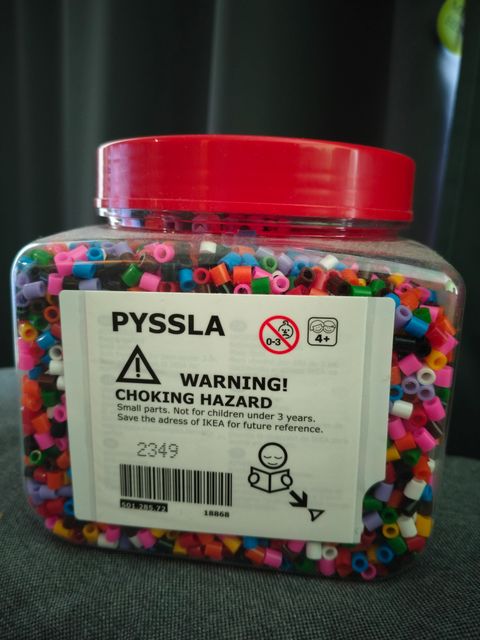 PYSSLA
0-3
4+
WARNING!
CHOKING HAZARD
Small parts. Not for children under 3 years.
Save the adress of IKEA for future reference.
2349
501.285.72
18868